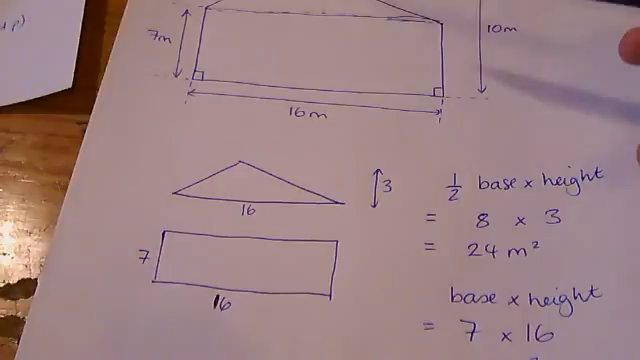 7m
10m
16m
3
16
7
16
1/2 base x height
= 8 x 3
= 24 m²
base x height
= 7 x 16